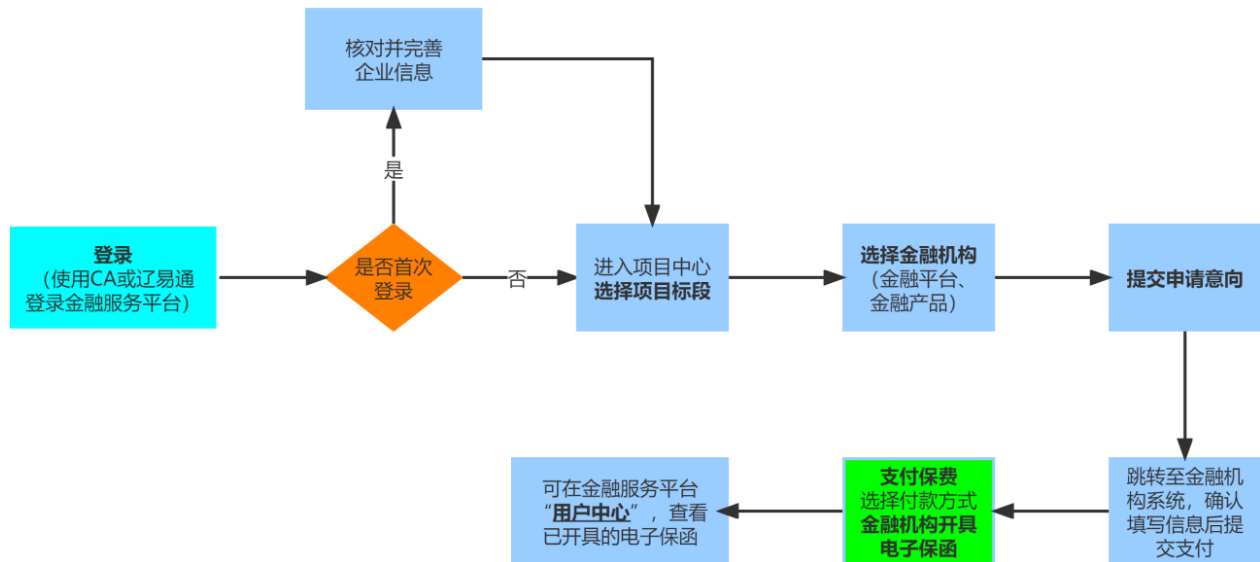 核对并完善
企业信息
是
登录
（使用CA或辽易通
登录金融服务平台）
是否首次
登录
否
进入项目中心
选择项目标段
选择金融机构
（金融平台、
金融产品）
提交申请意向
跳转至金融机
构系统，确认
填写信息后提
交支付
支付保费
选择付款方式
金融机构开具
电子保函
可在金融服务平台
“用户中心”，查看
已开具的电子保函